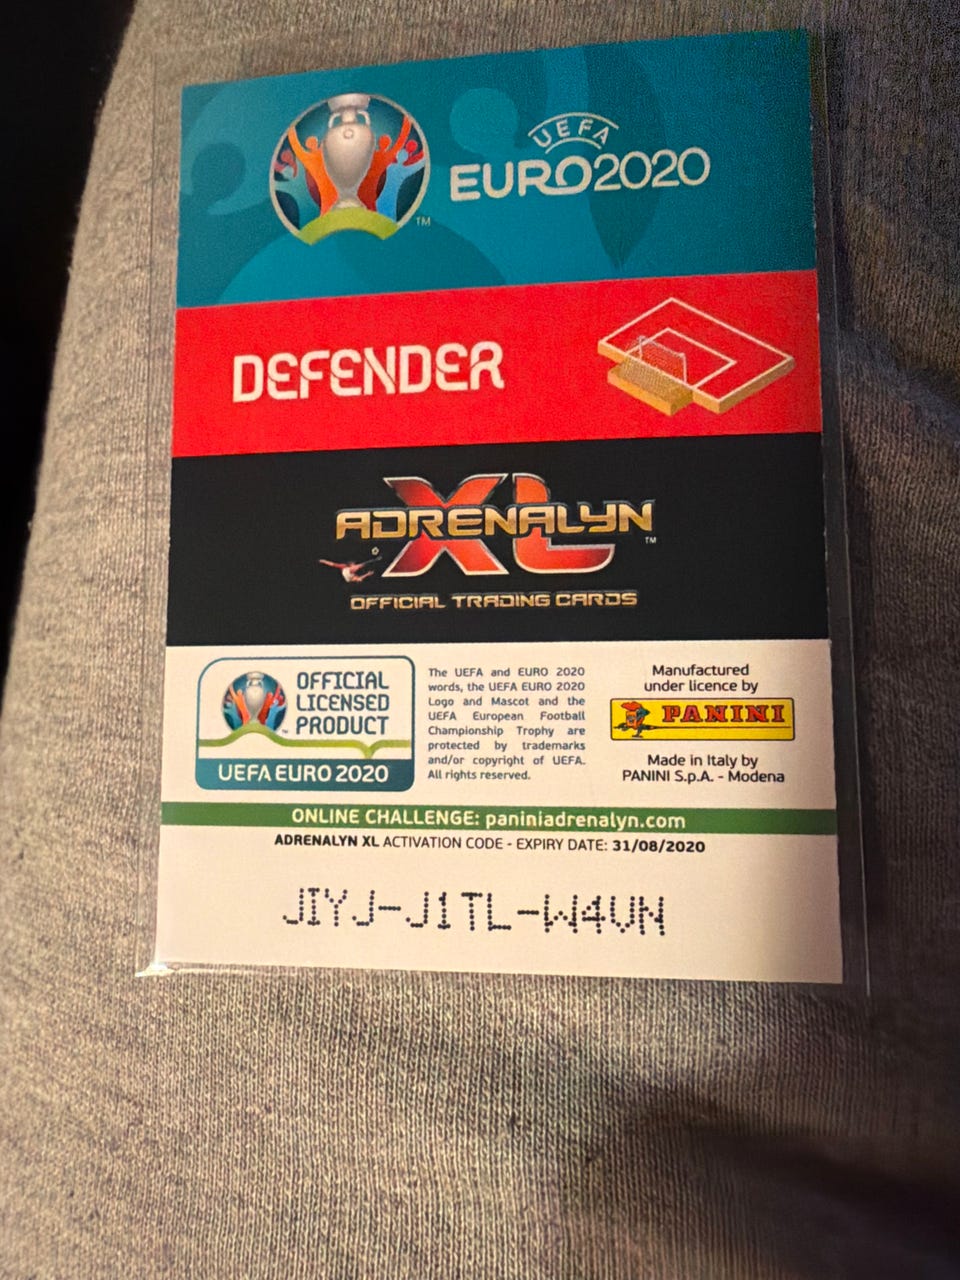 UEFA
EURO2020
TM
DEFENDER
ADRENALYN
XL
TM
OFFICIAL TRADING CARDS
OFFICIAL
LICENSED
PRODUCT
TM
UEFA EURO 2020
The UEFA and EURO 2020
words, the UEFA EURO 2020
Logo and Mascot and the
UEFA European Football
Championship Trophy are
protected by trademarks
and/or copyright of UEFA.
All rights reserved.
Manufactured
under licence by
PANINI
Made in Italy by
PANINI S.p.A. - Modena
ONLINE CHALLENGE: paniniadrenalyn.com
ADRENALYN XL ACTIVATION CODE - EXPIRY DATE: 31/08/2020
JIYJ-J1TL-W4VN